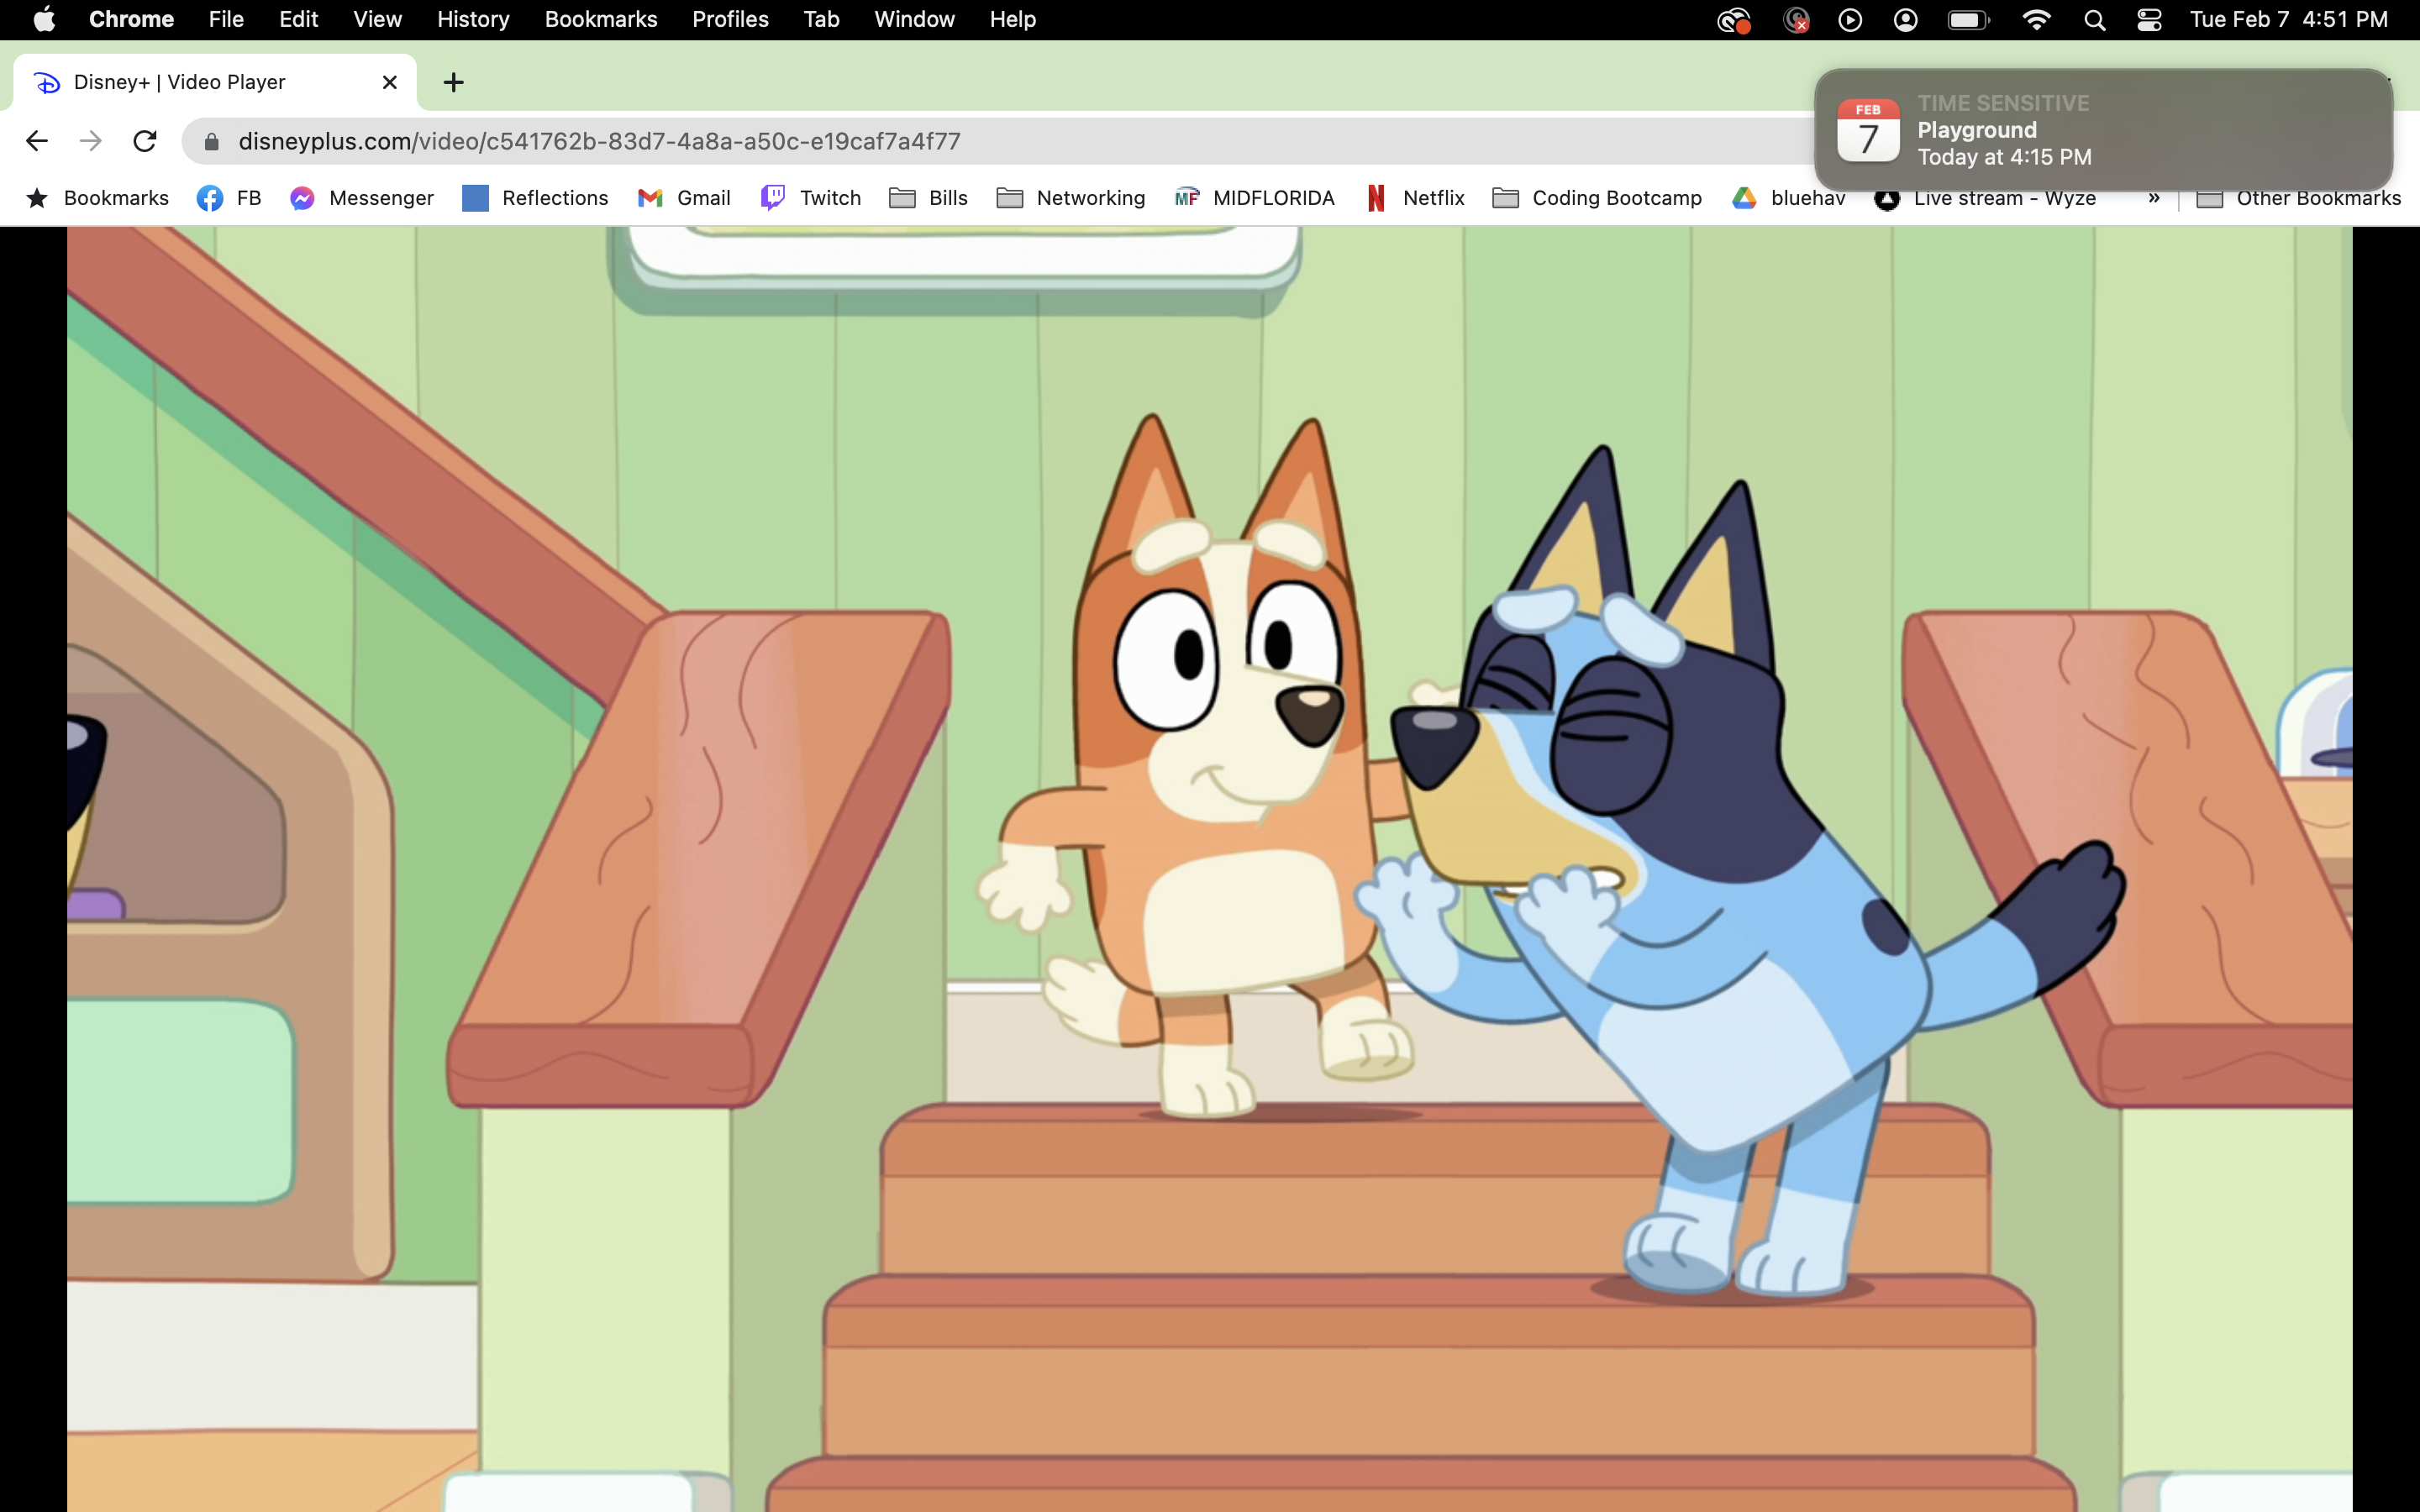 Chrome File Edit View History Bookmarks Profiles Tab Window Help Tue Feb 7 4:51 PM
Disney+ | Video Player
FEB
7
TIME SENSITIVE
Playground
Today at 4:15 PM
disneyplus.com/video/c541762b-83d7-4a8a-a50c-e19caf7a4f77
Bookmarks FB Messenger Reflections Gmail Twitch Bills Networking MF MIDFLORIDA Netflix Coding Bootcamp bluehav Live stream - Wyze » Other Bookmarks